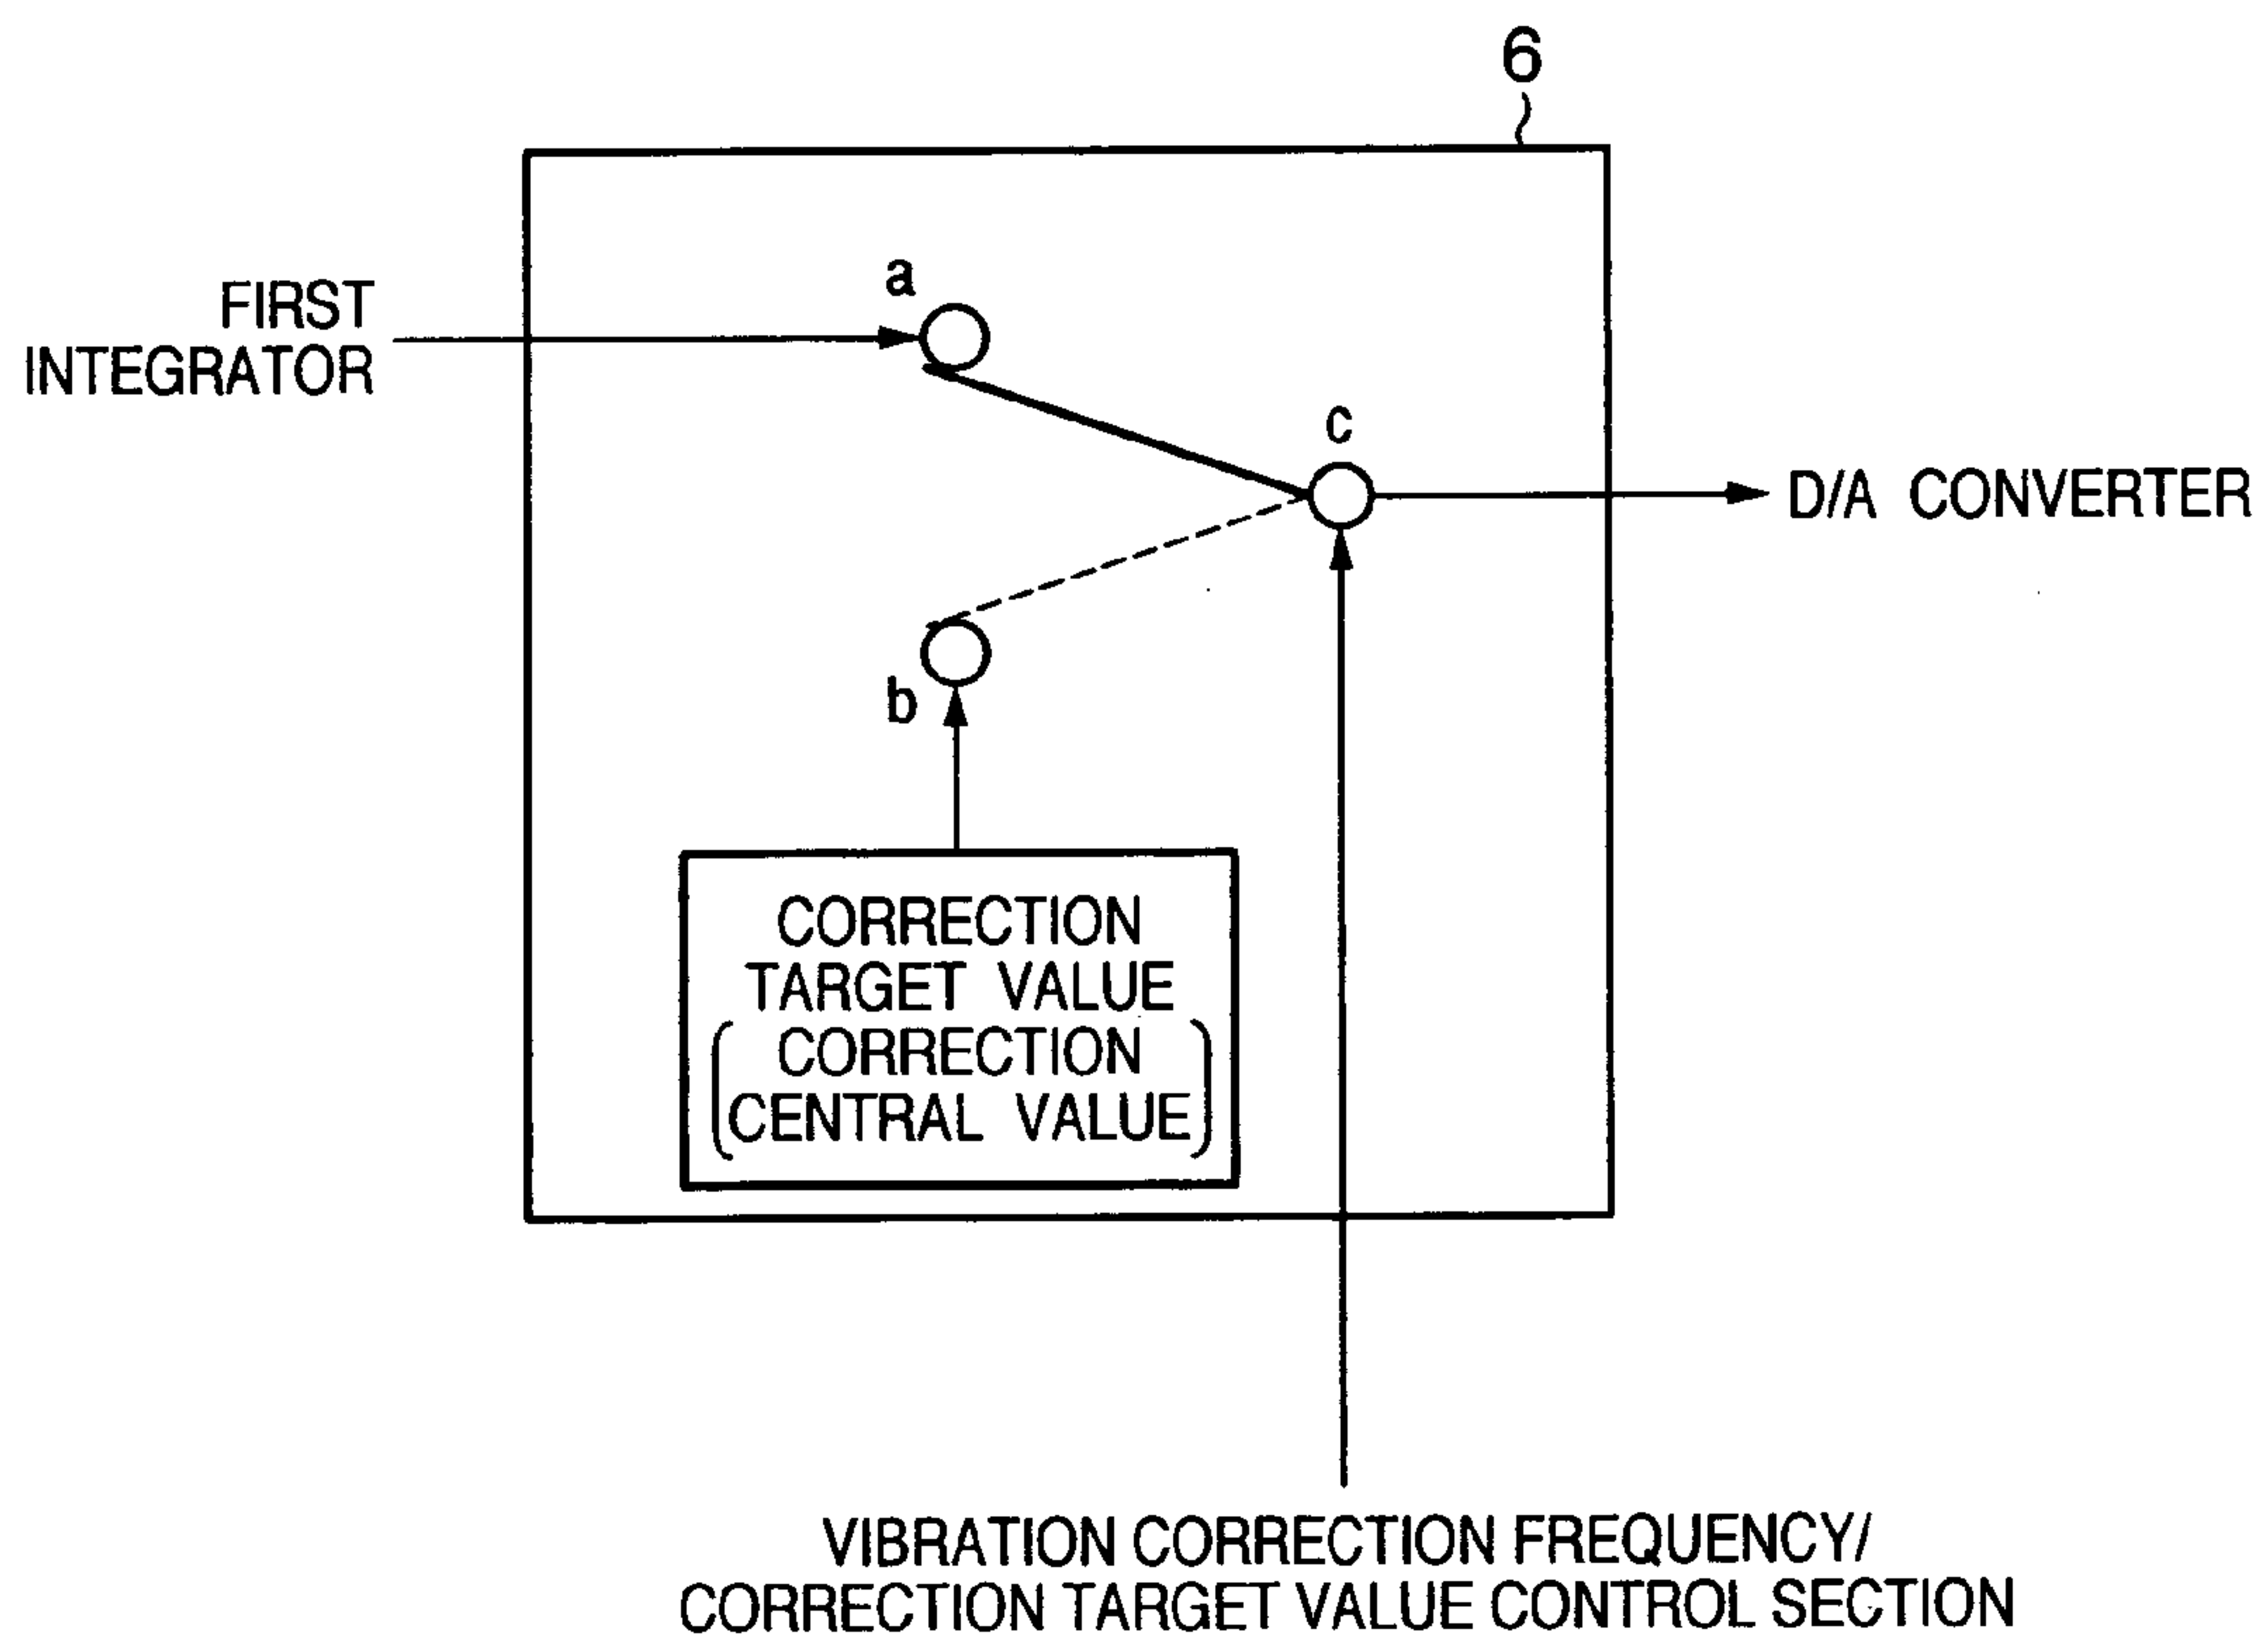 6
a
FIRST
INTEGRATOR
c
D/A CONVERTER
b
CORRECTION
TARGET VALUE
(CORRECTION
CENTRAL VALUE)
VIBRATION CORRECTION FREQUENCY/
CORRECTION TARGET VALUE CONTROL SECTION